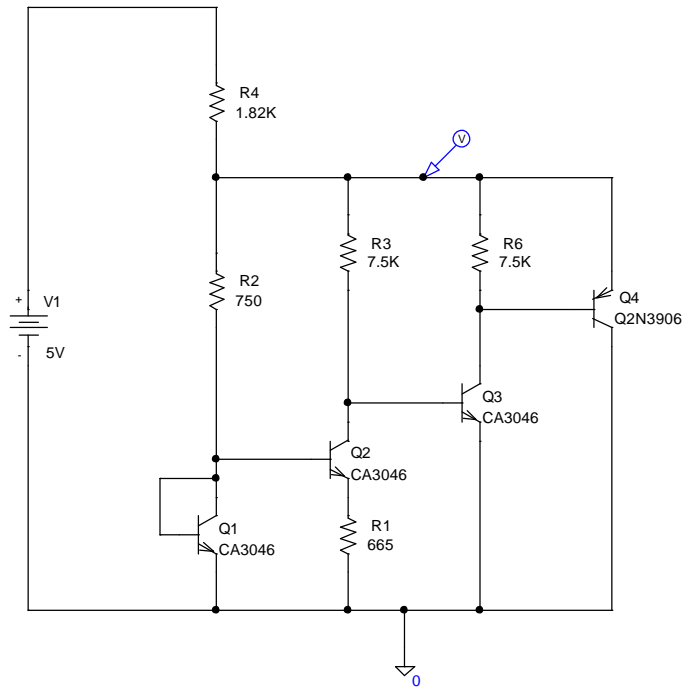 R4
1.82K
V
R3
7.5K
R6
7.5K
R2
750
+
V1
5V
-
Q4
Q2N3906
Q3
CA3046
Q2
CA3046
Q1
CA3046
R1
665
0